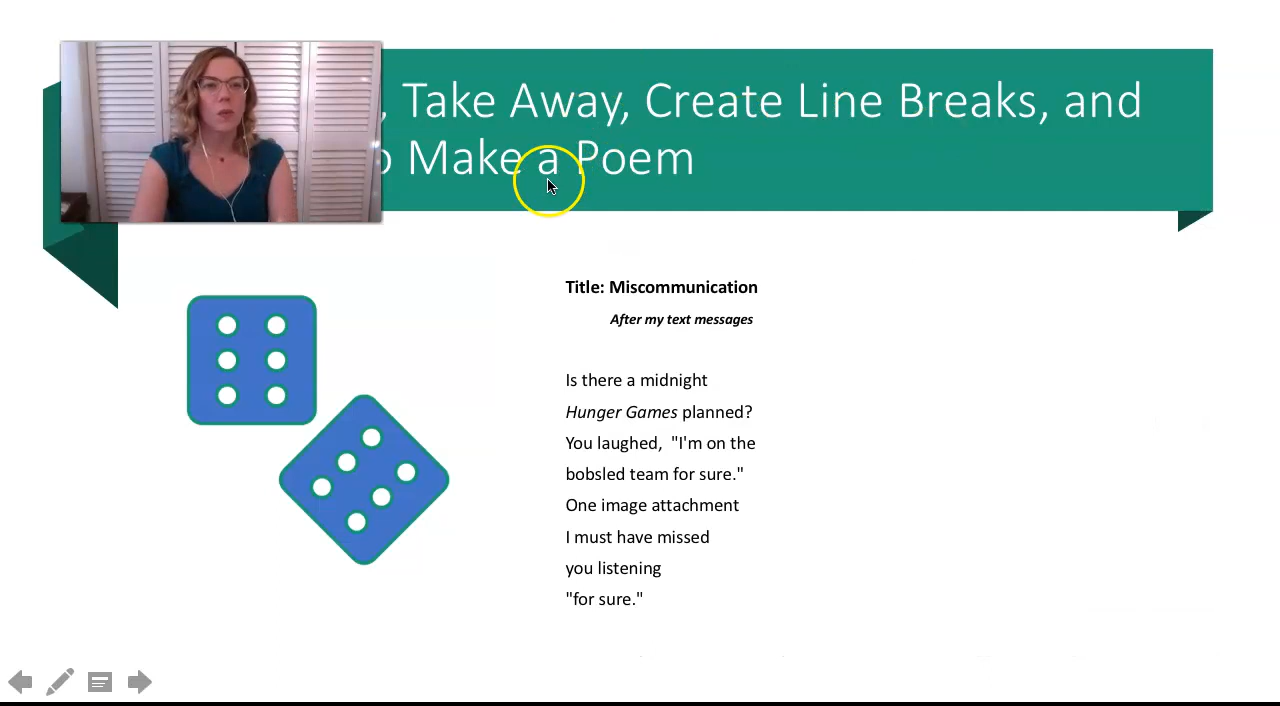 , Take Away, Create Line Breaks, and
o Make a Poem
Title: Miscommunication
After my text messages
Is there a midnight
Hunger Games planned?
You laughed,  "I'm on the
bobsled team for sure."
One image attachment
I must have missed
you listening
"for sure."